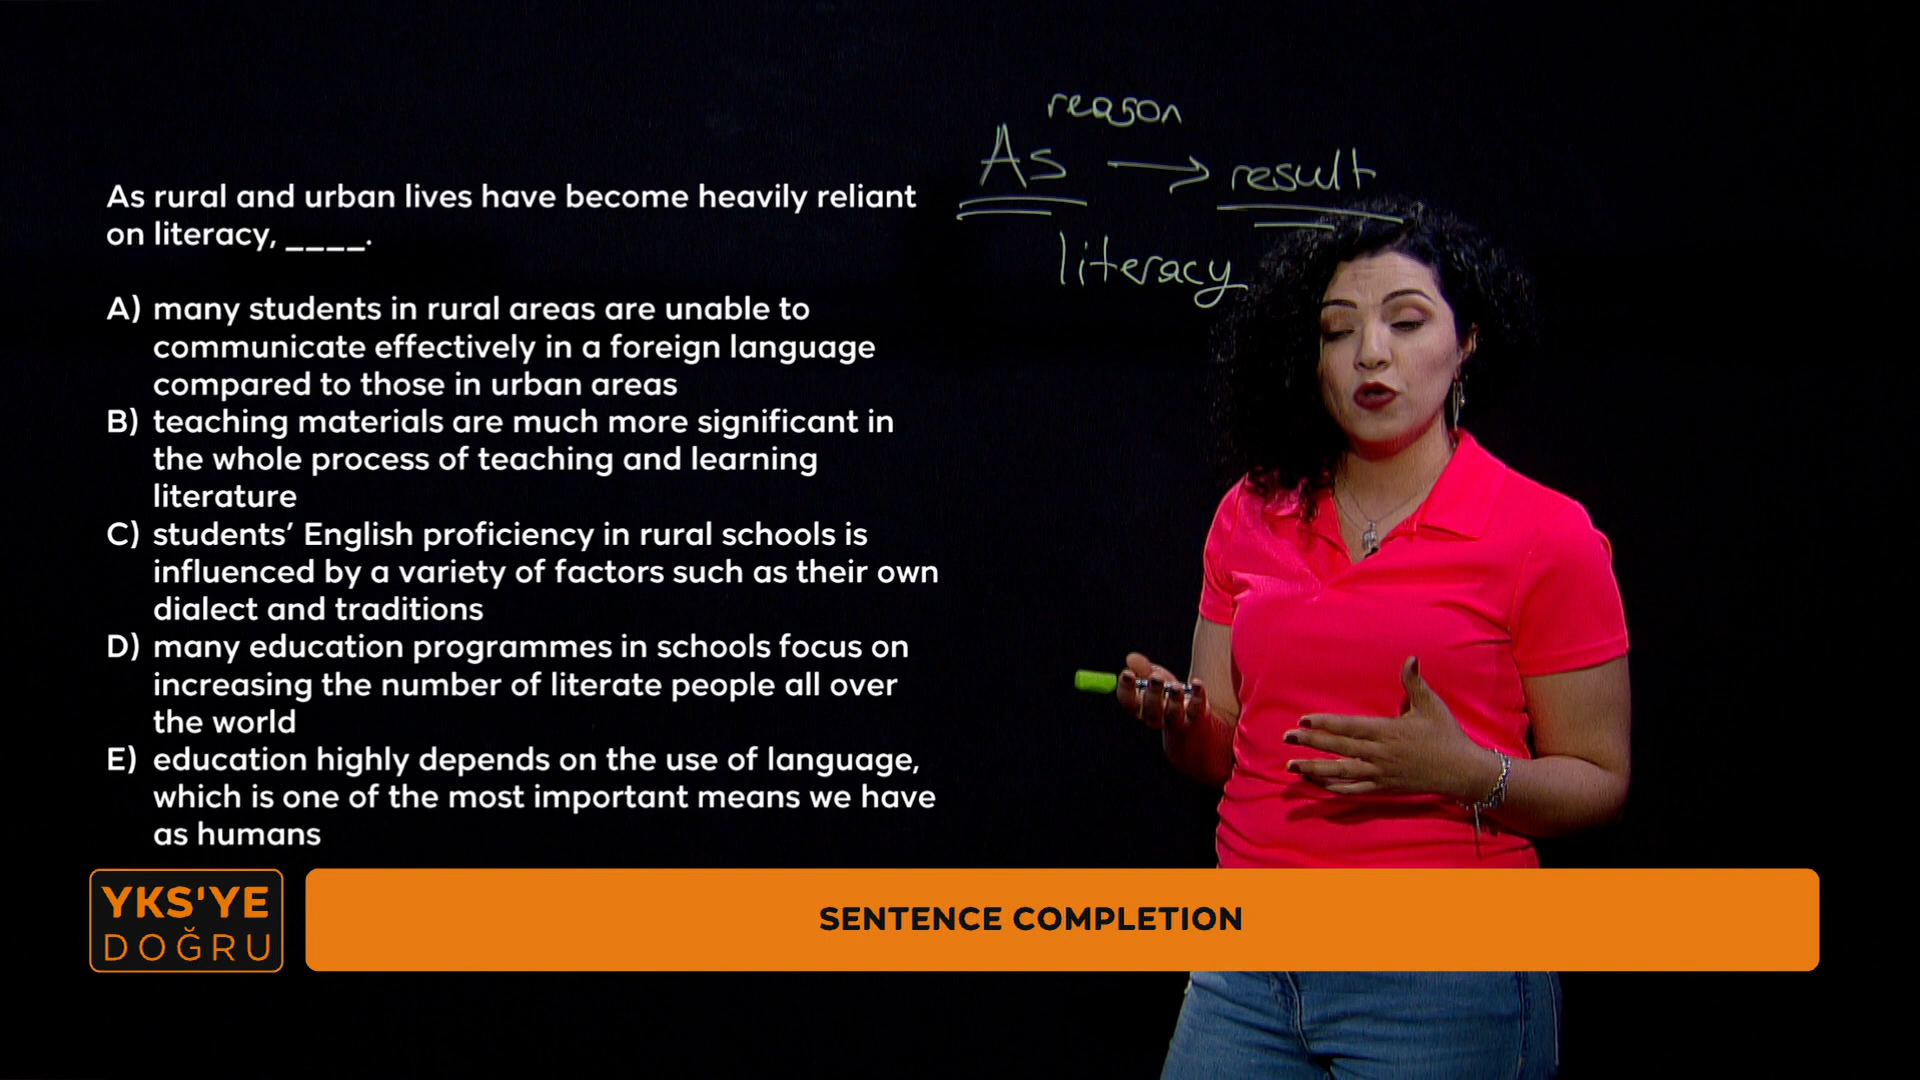 reason
As → result
literacy
As rural and urban lives have become heavily reliant
on literacy, ____.
A) many students in rural areas are unable to
communicate effectively in a foreign language
compared to those in urban areas
B) teaching materials are much more significant in
the whole process of teaching and learning
literature
C) students’ English proficiency in rural schools is
influenced by a variety of factors such as their own
dialect and traditions
D) many education programmes in schools focus on
increasing the number of literate people all over
the world
E) education highly depends on the use of language,
which is one of the most important means we have
as humans
YKS'YE
DOĞRU
SENTENCE COMPLETION